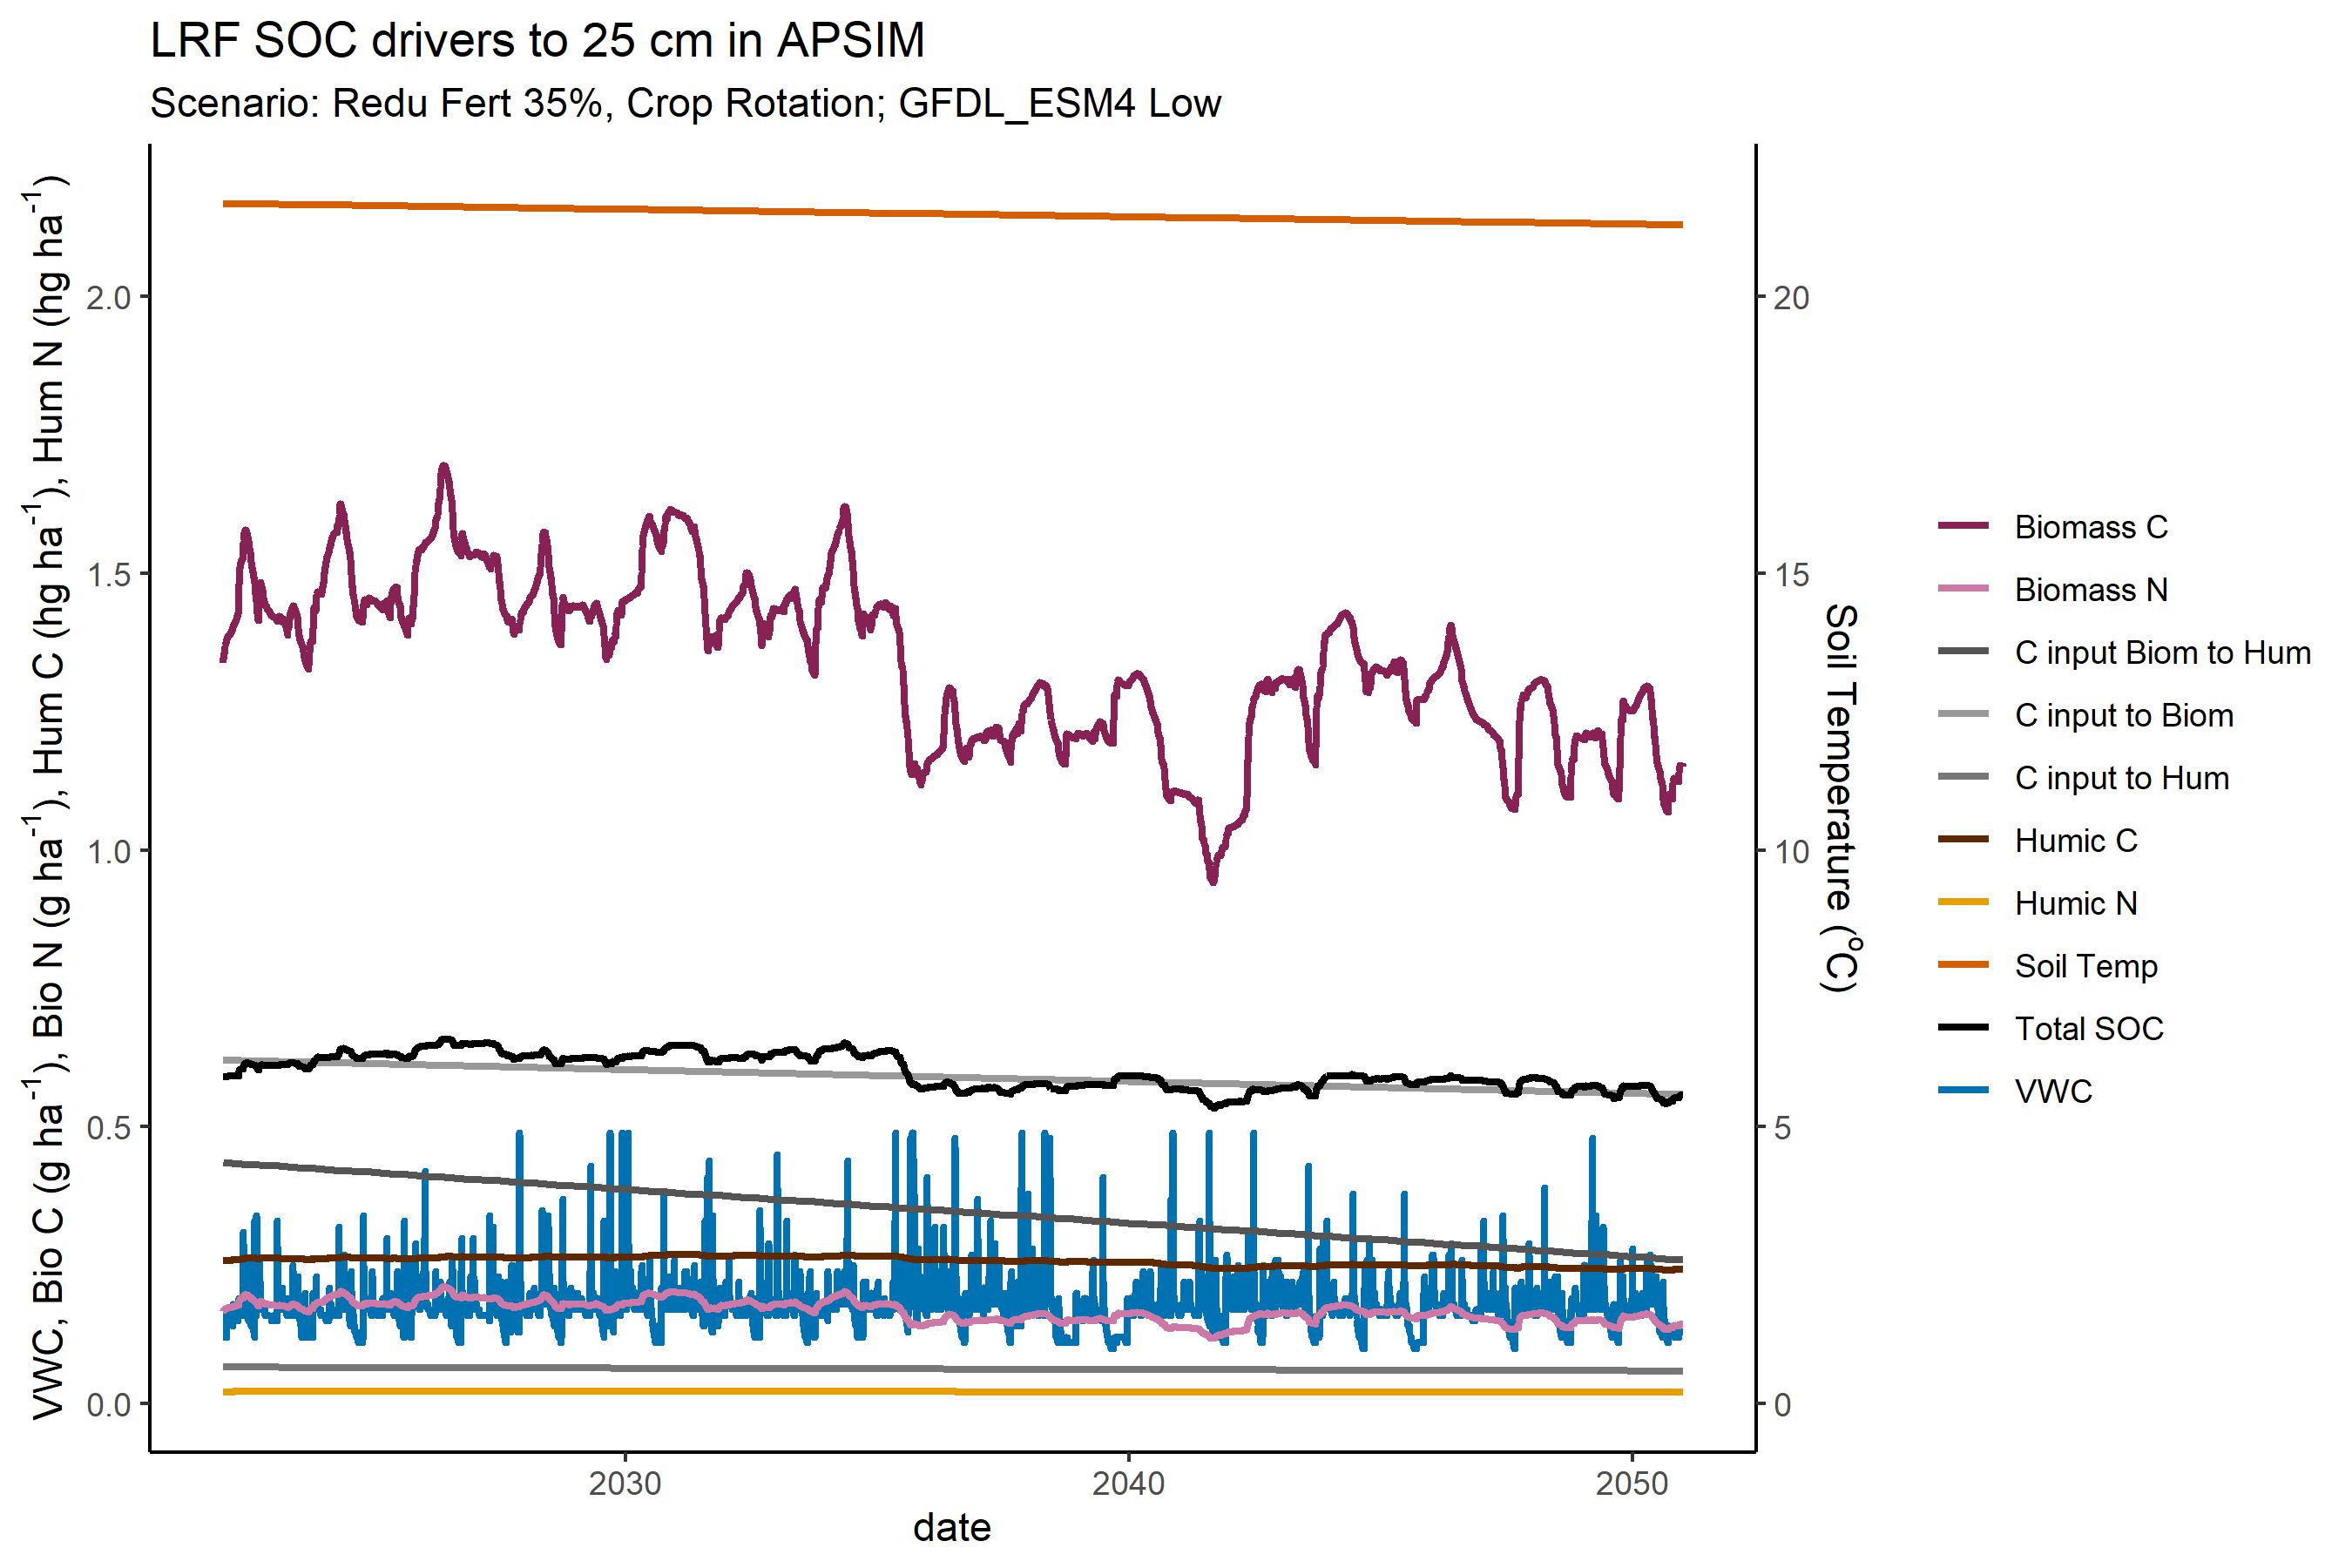 LRF SOC drivers to 25 cm in APSIM
Scenario: Redu Fert 35%, Crop Rotation; GFDL_ESM4 Low
VWC, Bio C (g ha⁻¹), Bio N (g ha⁻¹), Hum C (hg ha⁻¹), Hum N (hg ha⁻¹)
2.0
1.5
1.0
0.5
0.0
2030
2040
2050
date
20
15
10
5
0
Soil Temperature (°C)
Biomass C
Biomass N
C input Biom to Hum
C input to Biom
C input to Hum
Humic C
Humic N
Soil Temp
Total SOC
VWC